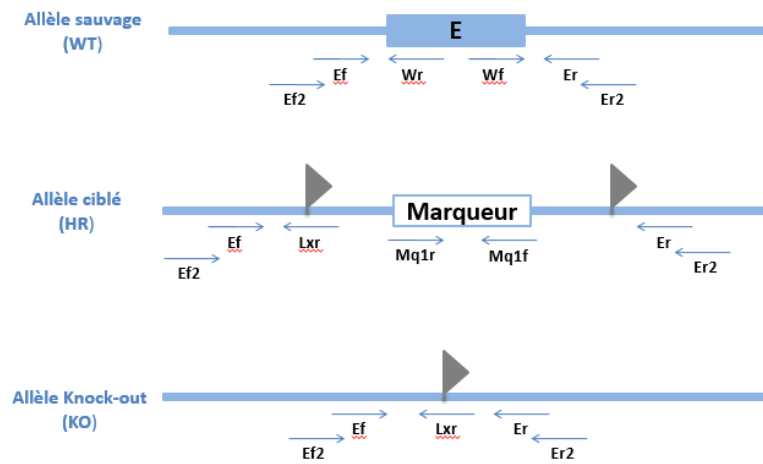 Allèle sauvage
(WT)
E
Ef
Wr
Wf
Er
Ef2
Er2
Allèle ciblé
(HR)
Marqueur
Ef
Lxr
Mq1r
Mq1f
Er
Ef2
Er2
Allèle Knock-out
(KO)
Ef
Lxr
Er
Ef2
Er2